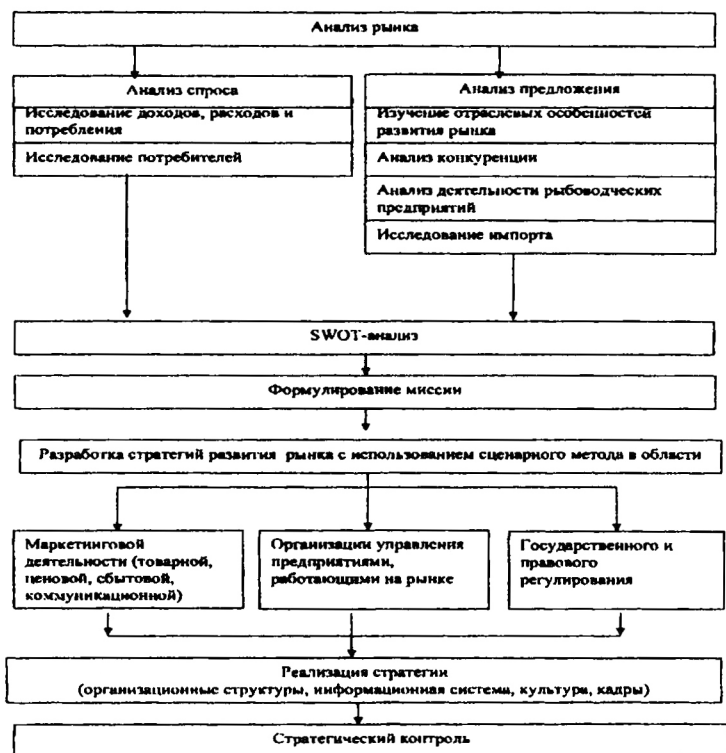 Анализ рынка
Анализ спроса
Исследование доходов, расходов и
потребления
Исследование потребителей
Анализ предложения
Изучение отраслевых особенностей
развития рынка
Анализ конкуренции
Анализ деятельности рыбоводческих
предприятий
Исследование импорта
SWOT-анализ
Формулирование миссии
Разработка стратегий развития рынка с использованием сценарного метода в области
Маркетинговой
деятельности (товарной,
ценовой, сбытовой,
коммуникационной)
Организации управления
предприятиями,
работающими на рынке
Государственного и
правового
регулирования
Реализация стратегии
(организационные структуры, информационная система, культура, кадры)
Стратегический контроль